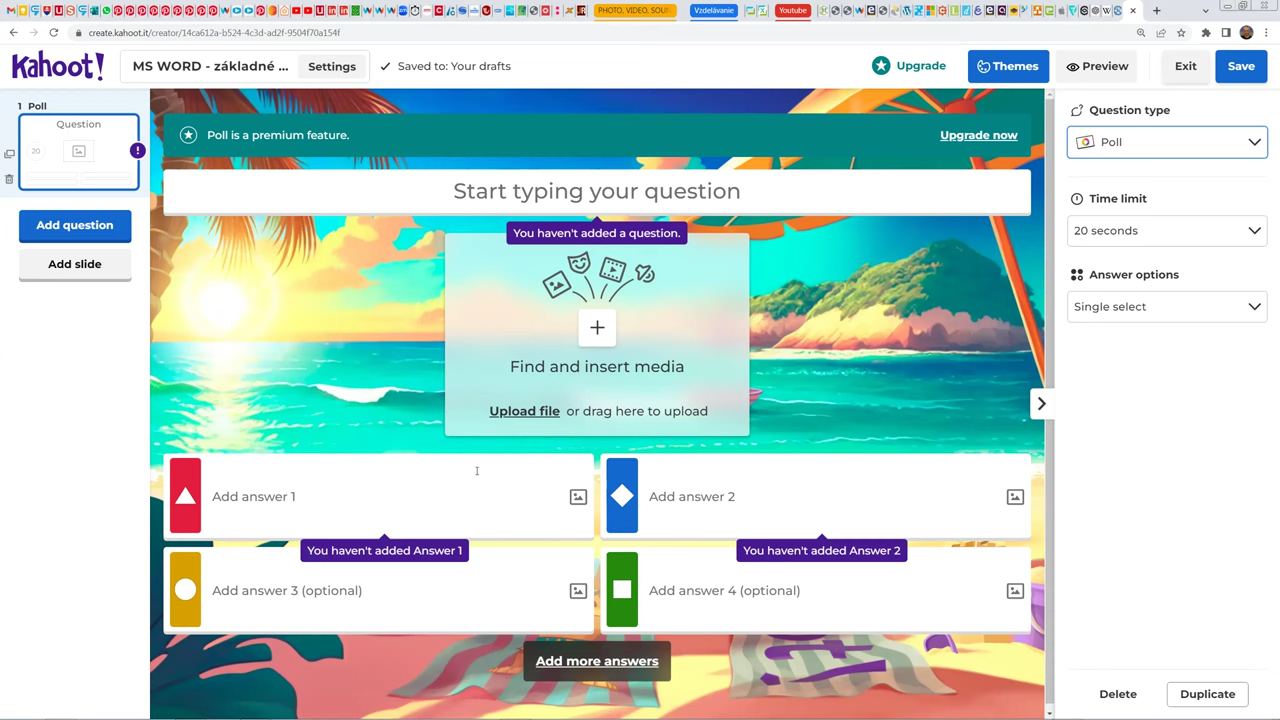 PHOTO, VIDEO, SOUN
Vzdelávanie
Youtube
create.kahoot.it/creator/14ca612a-b524-4c3d-ad2f-9504f70a154f
Kahoot!
MS WORD - základné ...
Settings
Saved to: Your drafts
Upgrade
Themes
Preview
Exit
Save
1 Poll
Question
20
Add question
Add slide
Poll is a premium feature.
Upgrade now
Start typing your question
You haven't added a question.
Find and insert media
Upload file or drag here to upload
Add answer 1
Add answer 2
You haven't added Answer 1
You haven't added Answer 2
Add answer 3 (optional)
Add answer 4 (optional)
Add more answers
Question type
Poll
Time limit
20 seconds
Answer options
Single select
Delete
Duplicate